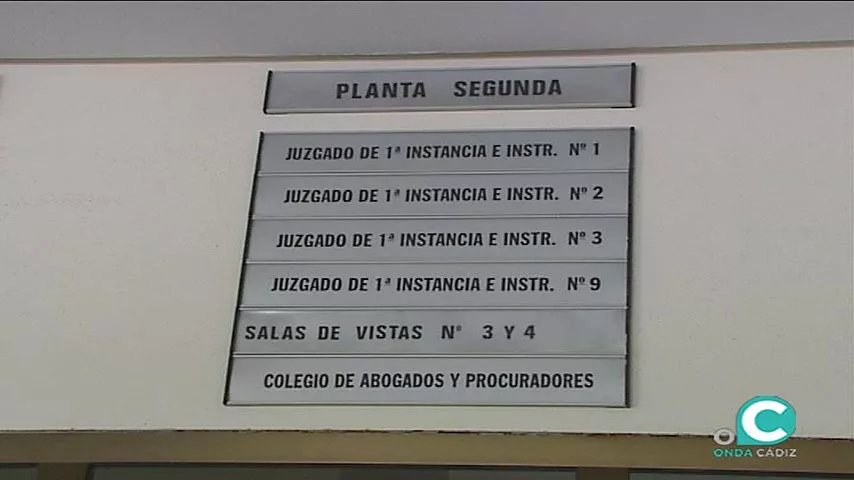 PLANTA SEGUNDA
JUZGADO DE 1ª INSTANCIA E INSTR. Nº 1
JUZGADO DE 1ª INSTANCIA E INSTR. Nº 2
JUZGADO DE 1ª INSTANCIA E INSTR. Nº 3
JUZGADO DE 1ª INSTANCIA E INSTR. Nº 9
SALAS DE VISTAS Nº 3 Y 4
COLEGIO DE ABOGADOS Y PROCURADORES
O C
ONDA CÁDIZ